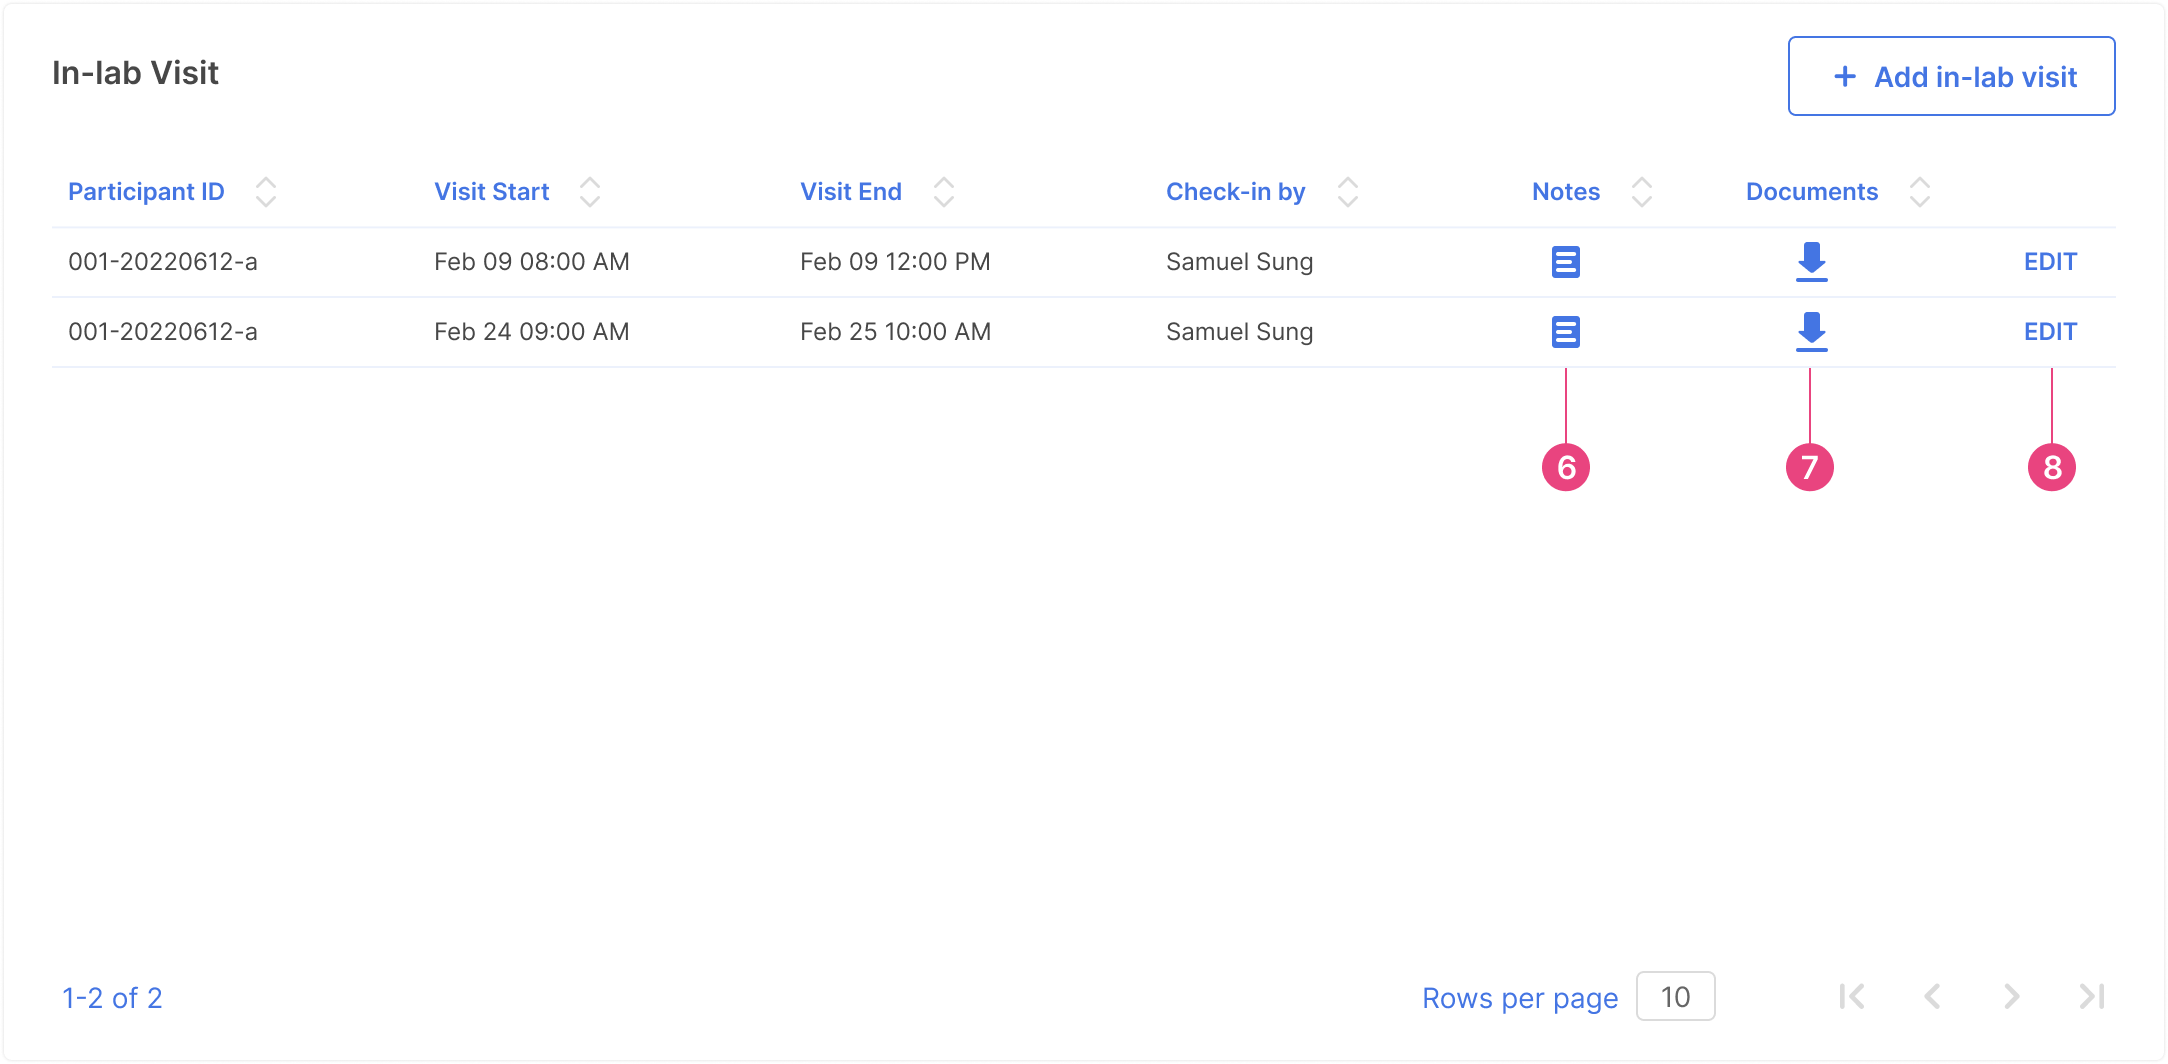 In-lab Visit
+ Add in-lab visit
Participant ID Visit Start Visit End Check-in by Notes Documents
001-20220612-a Feb 09 08:00 AM Feb 09 12:00 PM Samuel Sung EDIT
001-20220612-a Feb 24 09:00 AM Feb 25 10:00 AM Samuel Sung EDIT
6 7 8
1-2 of 2 Rows per page 10